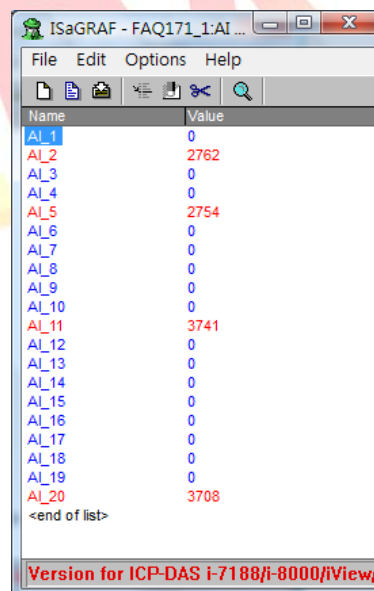 ISaGRAF - FAQ171_1:AI ...
File Edit Options Help
Name Value
AI_1 0
AI_2 2762
AI_3 0
AI_4 0
AI_5 2754
AI_6 0
AI_7 0
AI_8 0
AI_9 0
AI_10 0
AI_11 3741
AI_12 0
AI_13 0
AI_14 0
AI_15 0
AI_16 0
AI_17 0
AI_18 0
AI_19 0
AI_20 3708
<end of list>
Version for ICP-DAS i-7188/i-8000/iView/